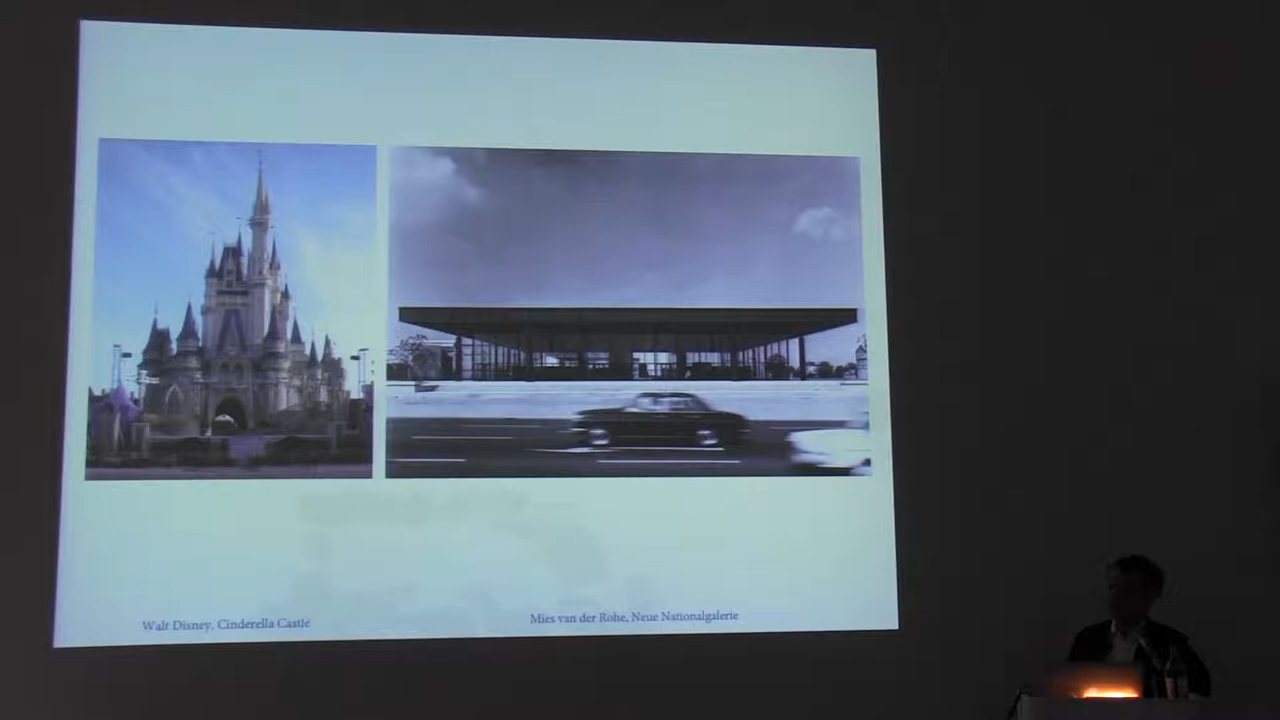 Walt Disney, Cinderella Castle
Mies van der Rohe, Neue Nationalgalerie